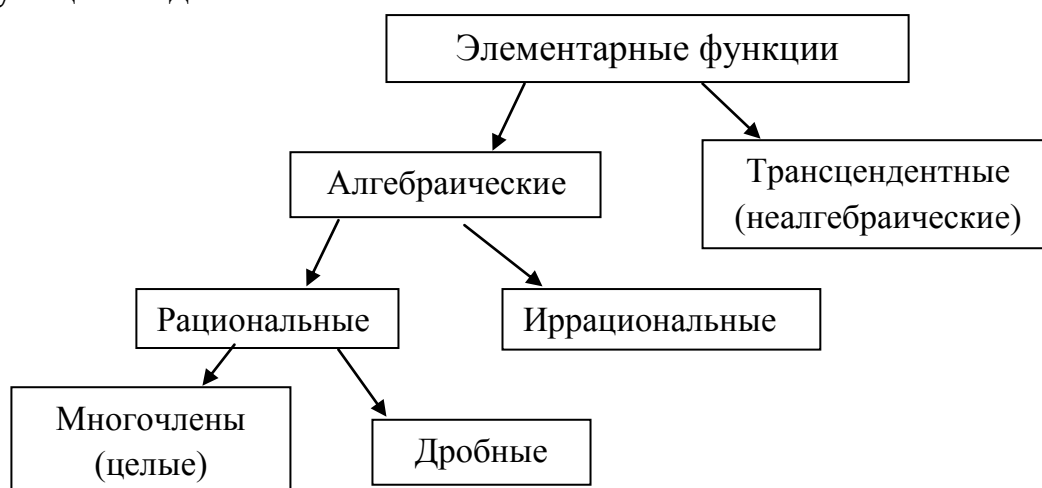 Элементарные функции
Алгебраические
Трансцендентные
(неалгебраические)
Рациональные
Иррациональные
Многочлены
(целые)
Дробные